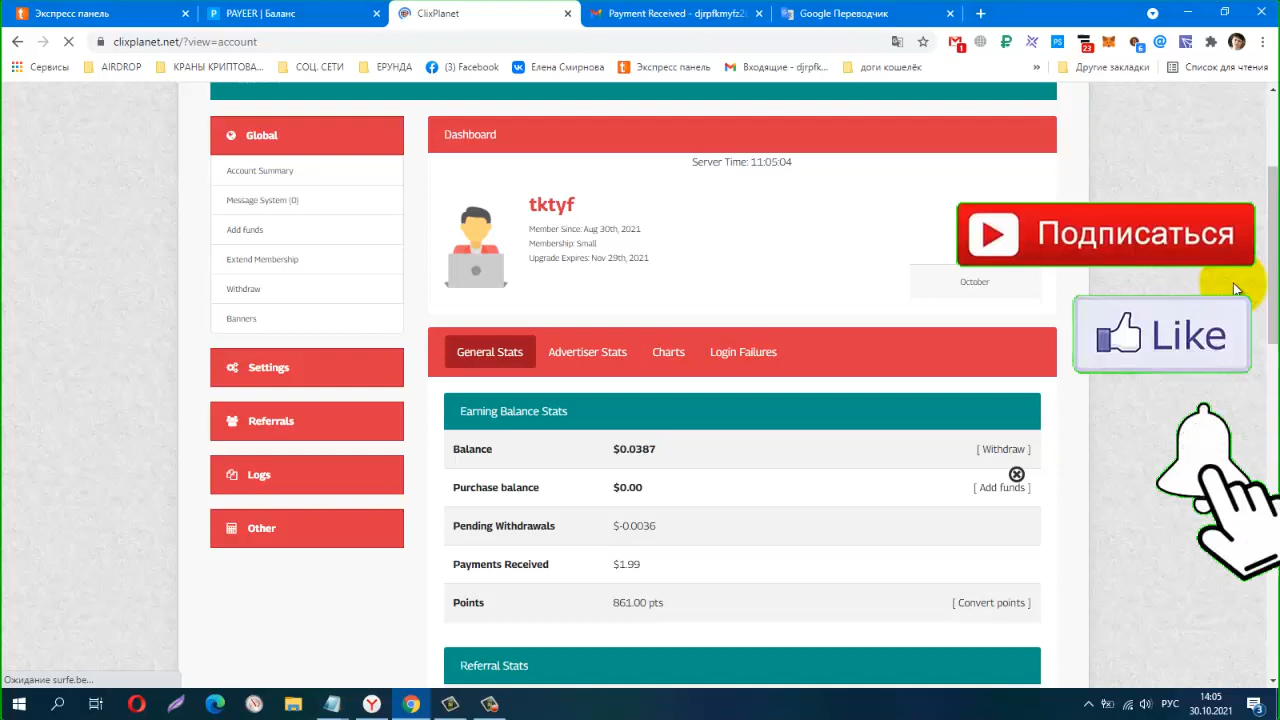 Экспресс панель
PAYEER | Баланс
ClixPlanet
Payment Received - djrpfkmyfz2
Google Переводчик
clixplanet.net/?view=account
1
23
6
Сервисы
AIRDROP
КРАНЫ КРИПТОВА...
СОЦ. СЕТИ
ЕРУНДА
(3) Facebook
Елена Смирнова
Экспресс панель
Входящие - djrpfk...
доги кошелёк
»
Другие закладки
Список для чтения
Global
Account Summary
Message System (0)
Add funds
Extend Membership
Withdraw
Banners
Settings
Referrals
Logs
Other
Dashboard
Server Time: 11:05:04
tktyf
Member Since: Aug 30th, 2021
Membership: Small
Upgrade Expires: Nov 29th, 2021
October
Подписаться
Like
General Stats
Advertiser Stats
Charts
Login Failures
Earning Balance Stats
Balance $0.0387 [ Withdraw ]
Purchase balance $0.00 [ Add funds ]
Pending Withdrawals $-0.0036
Payments Received $1.99
Points 861.00 pts [ Convert points ]
Referral Stats
Ожидание surfe.be...
РУС
14:05
30.10.2021
3